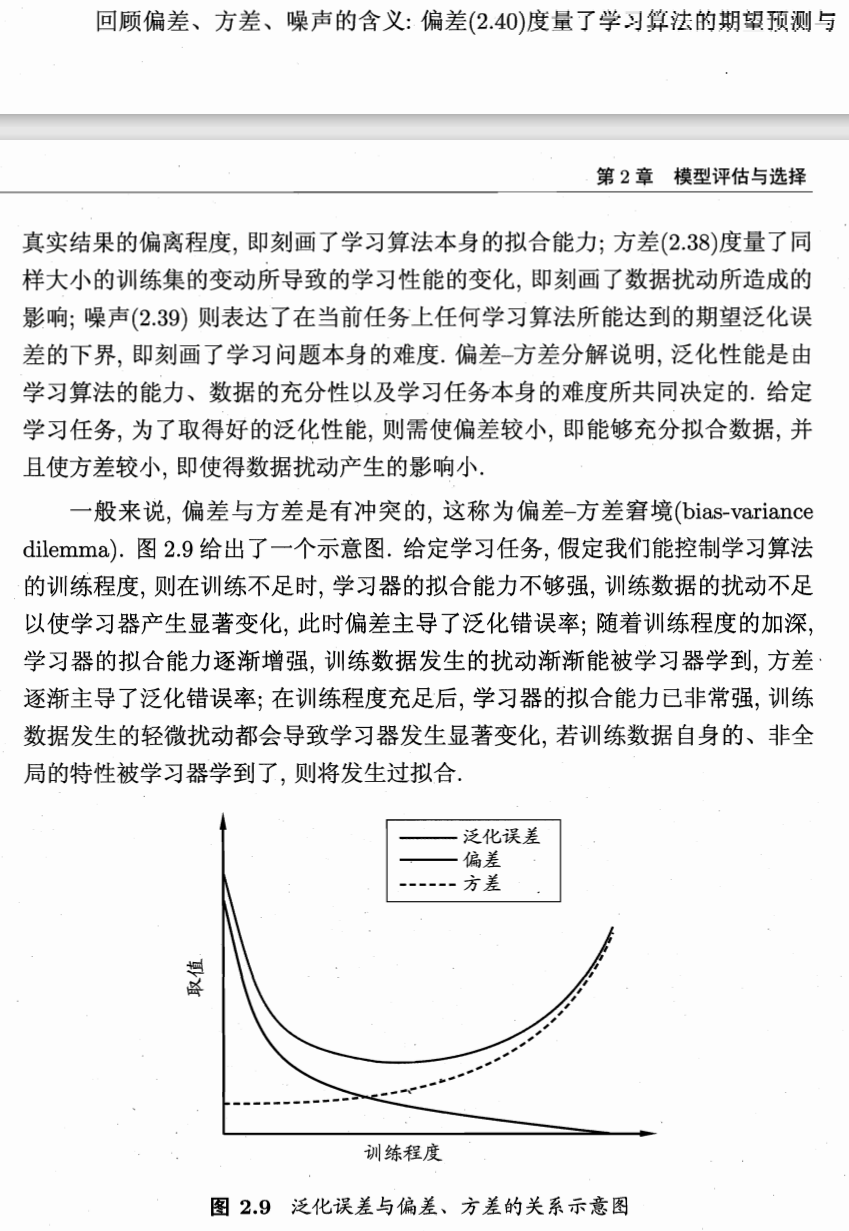 回顾偏差、方差、噪声的含义: 偏差(2.40)度量了学习算法的期望预测与
第 2 章 模型评估与选择
真实结果的偏离程度, 即刻画了学习算法本身的拟合能力; 方差(2.38)度量了同
样大小的训练集的变动所导致的学习性能的变化, 即刻画了数据扰动所造成的
影响; 噪声(2.39) 则表达了在当前任务上任何学习算法所能达到的期望泛化误
差的下界, 即刻画了学习问题本身的难度. 偏差–方差分解说明, 泛化性能是由
学习算法的能力、数据的充分性以及学习任务本身的难度所共同决定的. 给定
学习任务, 为了取得好的泛化性能, 则需使偏差较小, 即能够充分拟合数据, 并
且使方差较小, 即使得数据扰动产生的影响小.
一般来说, 偏差与方差是有冲突的, 这称为偏差–方差窘境(bias-variance
dilemma). 图 2.9 给出了一个示意图. 给定学习任务, 假定我们能控制学习算法
的训练程度, 则在训练不足时, 学习器的拟合能力不够强, 训练数据的扰动不足
以使学习器产生显著变化, 此时偏差主导了泛化错误率; 随着训练程度的加深,
学习器的拟合能力逐渐增强, 训练数据发生的扰动渐渐能被学习器学到, 方差
逐渐主导了泛化错误率; 在训练程度充足后, 学习器的拟合能力已非常强, 训练
数据发生的轻微扰动都会导致学习器发生显著变化, 若训练数据自身的、非全
局的特性被学习器学到了, 则将发生过拟合.
泛化误差
偏差
方差
取值
训练程度
图 2.9 泛化误差与偏差、方差的关系示意图